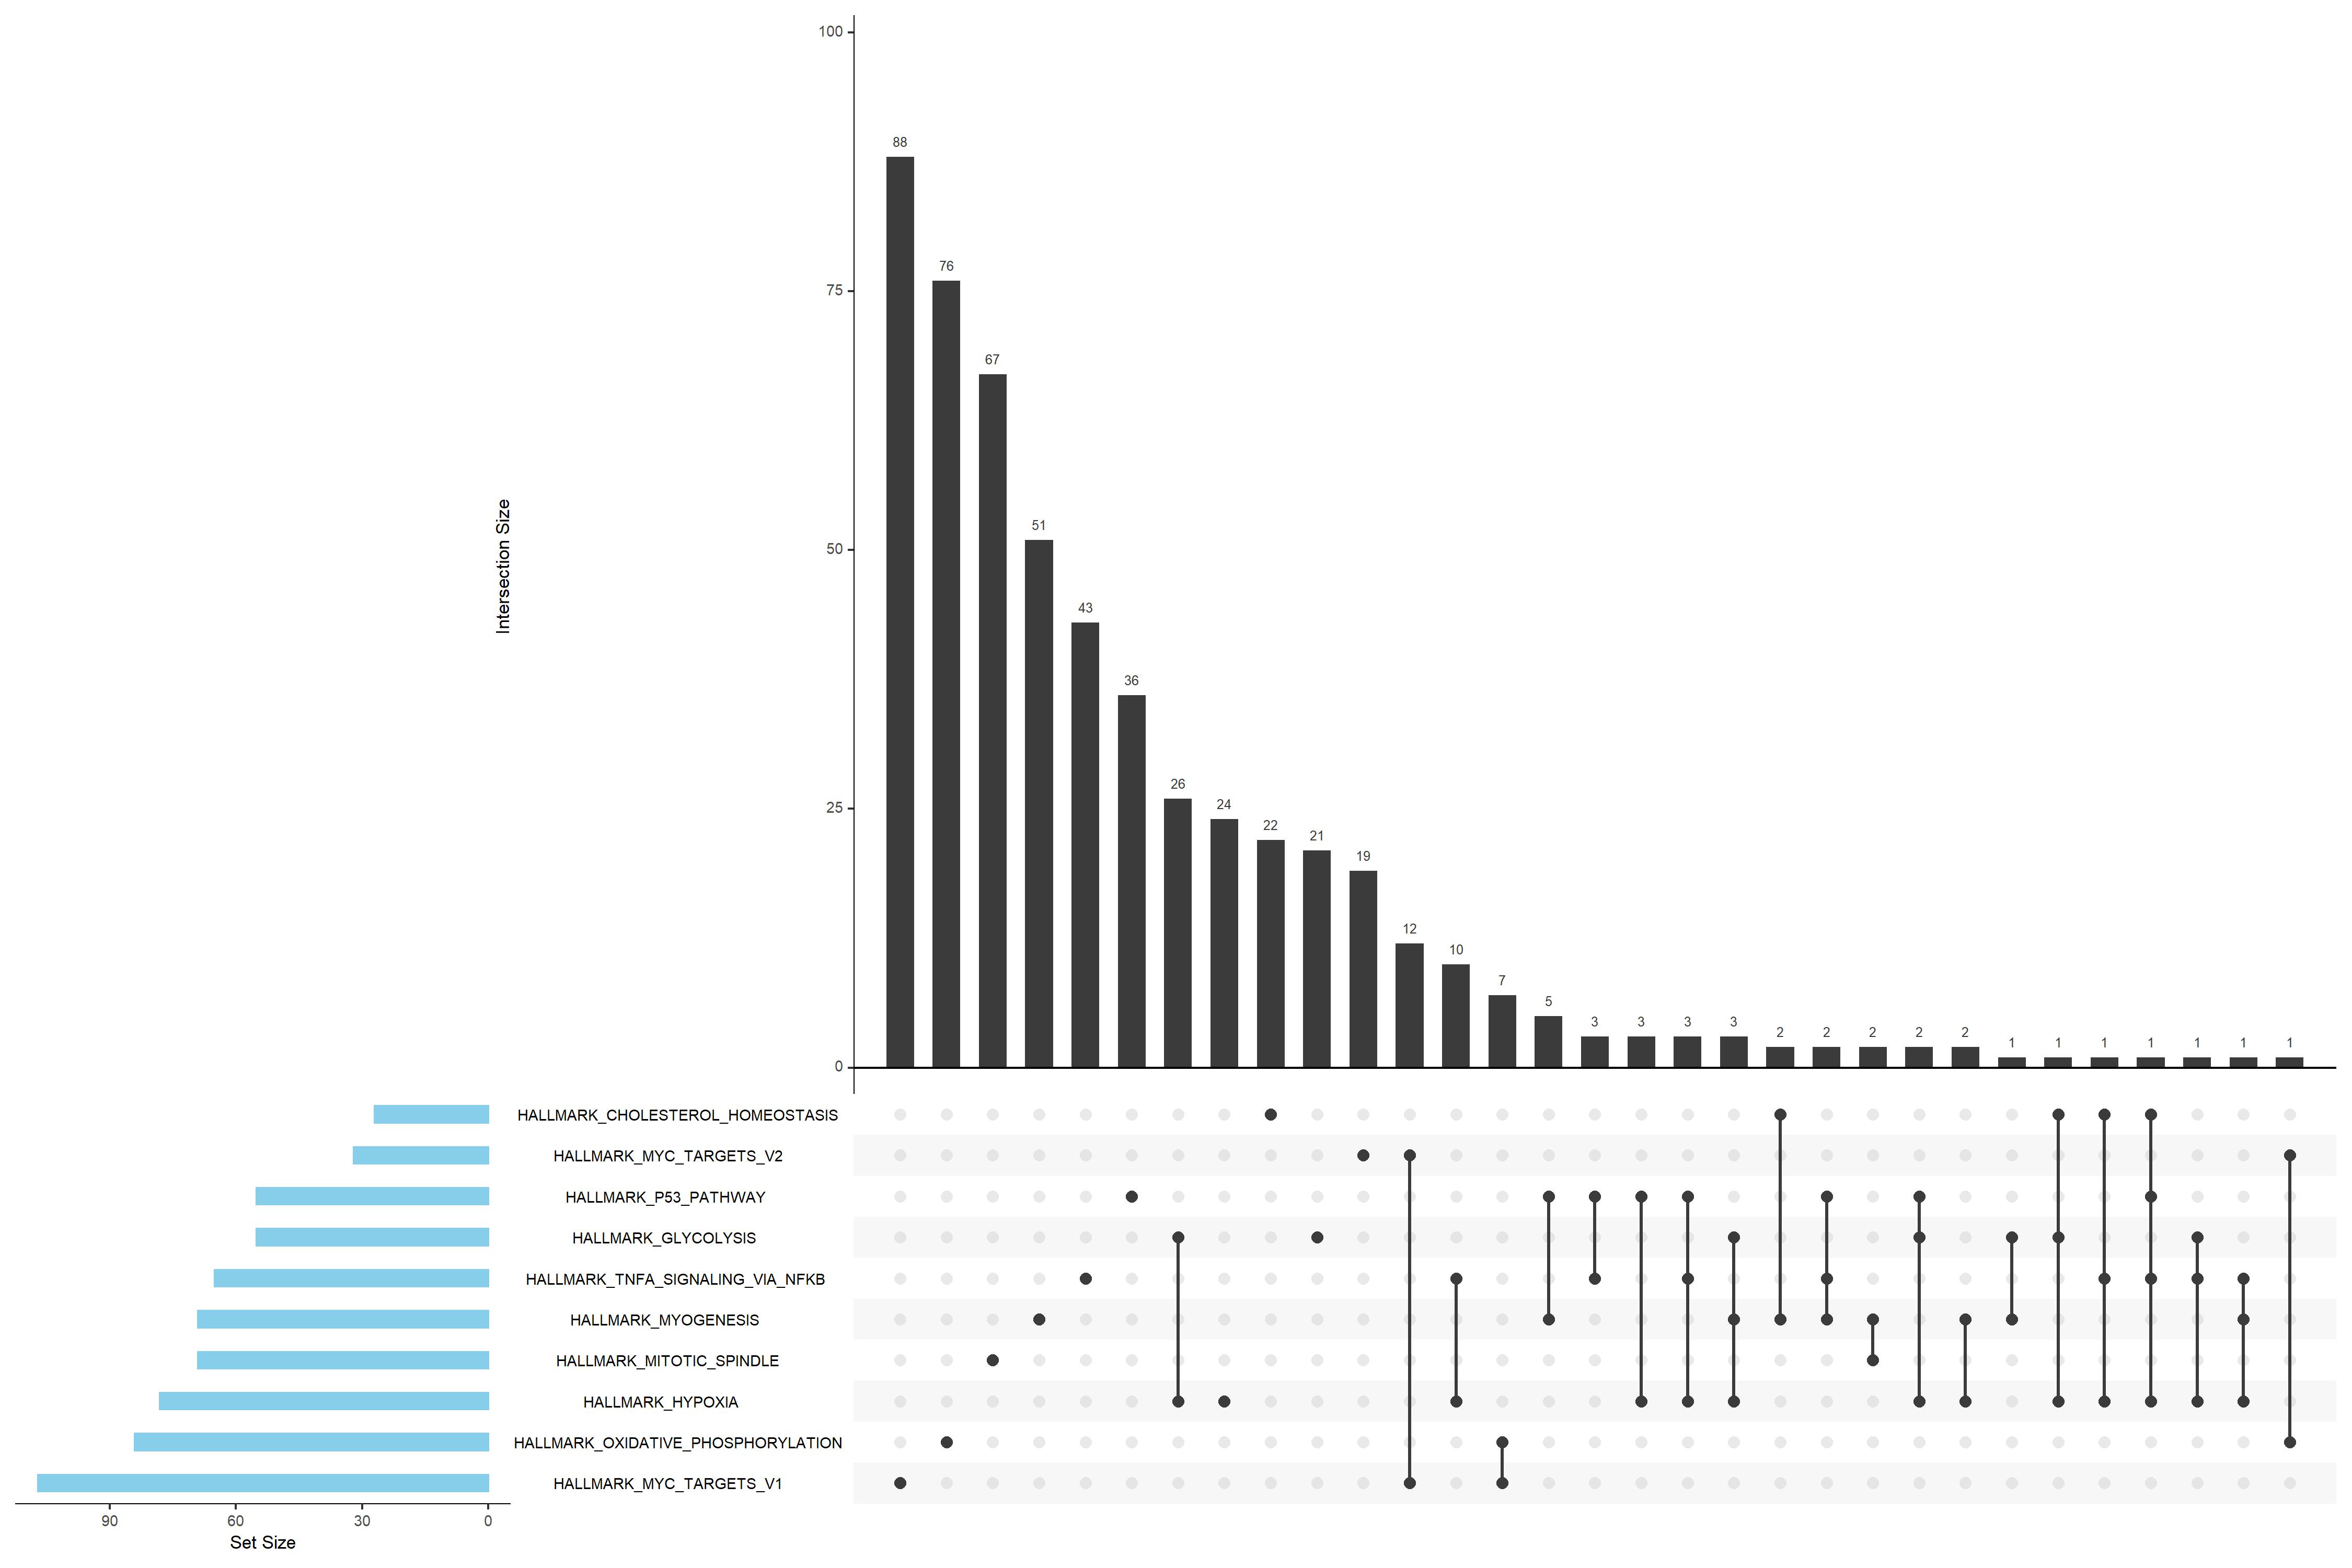 100
75
50
25
0
Intersection Size
88
76
67
51
43
36
26
24
22
21
19
12
10
7
5
3
3
3
3
2
2
2
2
2
1
1
1
1
1
1
1
HALLMARK_CHOLESTEROL_HOMEOSTASIS
HALLMARK_MYC_TARGETS_V2
HALLMARK_P53_PATHWAY
HALLMARK_GLYCOLYSIS
HALLMARK_TNFA_SIGNALING_VIA_NFKB
HALLMARK_MYOGENESIS
HALLMARK_MITOTIC_SPINDLE
HALLMARK_HYPOXIA
HALLMARK_OXIDATIVE_PHOSPHORYLATION
HALLMARK_MYC_TARGETS_V1
90 60 30 0
Set Size